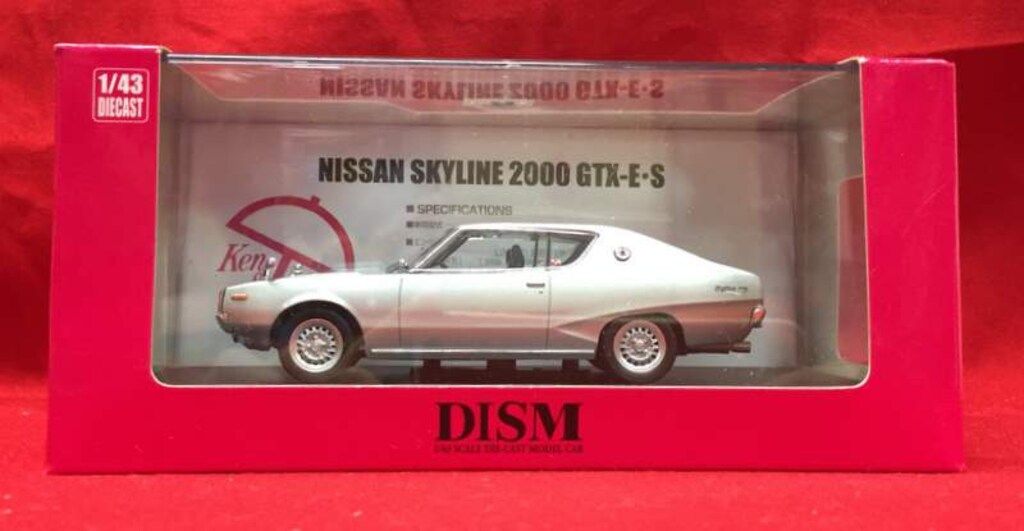 1/43
DIECAST
NISSAN SKYLINE 2000 GTX-E·S
NISSAN SKYLINE 2000 GTX-E·S
■ SPECIFICATIONS
Ken
DISM
1/43 SCALE DIE-CAST MODEL CAR